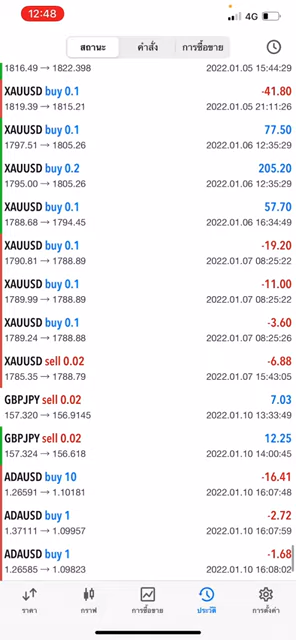 12:48
4G
สถานะ
คำสั่ง
การซื้อขาย
1816.49 → 1822.398 2022.01.05 15:44:29
XAUUSD buy 0.1 -41.80
1819.39 → 1815.21 2022.01.05 21:11:26
XAUUSD buy 0.1 77.50
1797.51 → 1805.26 2022.01.06 12:35:29
XAUUSD buy 0.2 205.20
1795.00 → 1805.26 2022.01.06 12:35:29
XAUUSD buy 0.1 57.70
1788.68 → 1794.45 2022.01.06 16:34:49
XAUUSD buy 0.1 -19.20
1790.81 → 1788.89 2022.01.07 08:25:22
XAUUSD buy 0.1 -11.00
1789.99 → 1788.89 2022.01.07 08:25:22
XAUUSD buy 0.1 -3.60
1789.24 → 1788.88 2022.01.07 08:25:26
XAUUSD sell 0.02 -6.88
1785.35 → 1788.79 2022.01.07 15:43:05
GBPJPY sell 0.02 7.03
157.320 → 156.9145 2022.01.10 13:33:49
GBPJPY sell 0.02 12.25
157.324 → 156.618 2022.01.10 14:00:45
ADAUSD buy 10 -16.41
1.26591 → 1.10181 2022.01.10 16:07:48
ADAUSD buy 1 -2.72
1.37111 → 1.09957 2022.01.10 16:07:59
ADAUSD buy 1 -1.68
1.26585 → 1.09823 2022.01.10 16:08:02
ราคา
กราฟ
การซื้อขาย
ประวัติ
การตั้งค่า